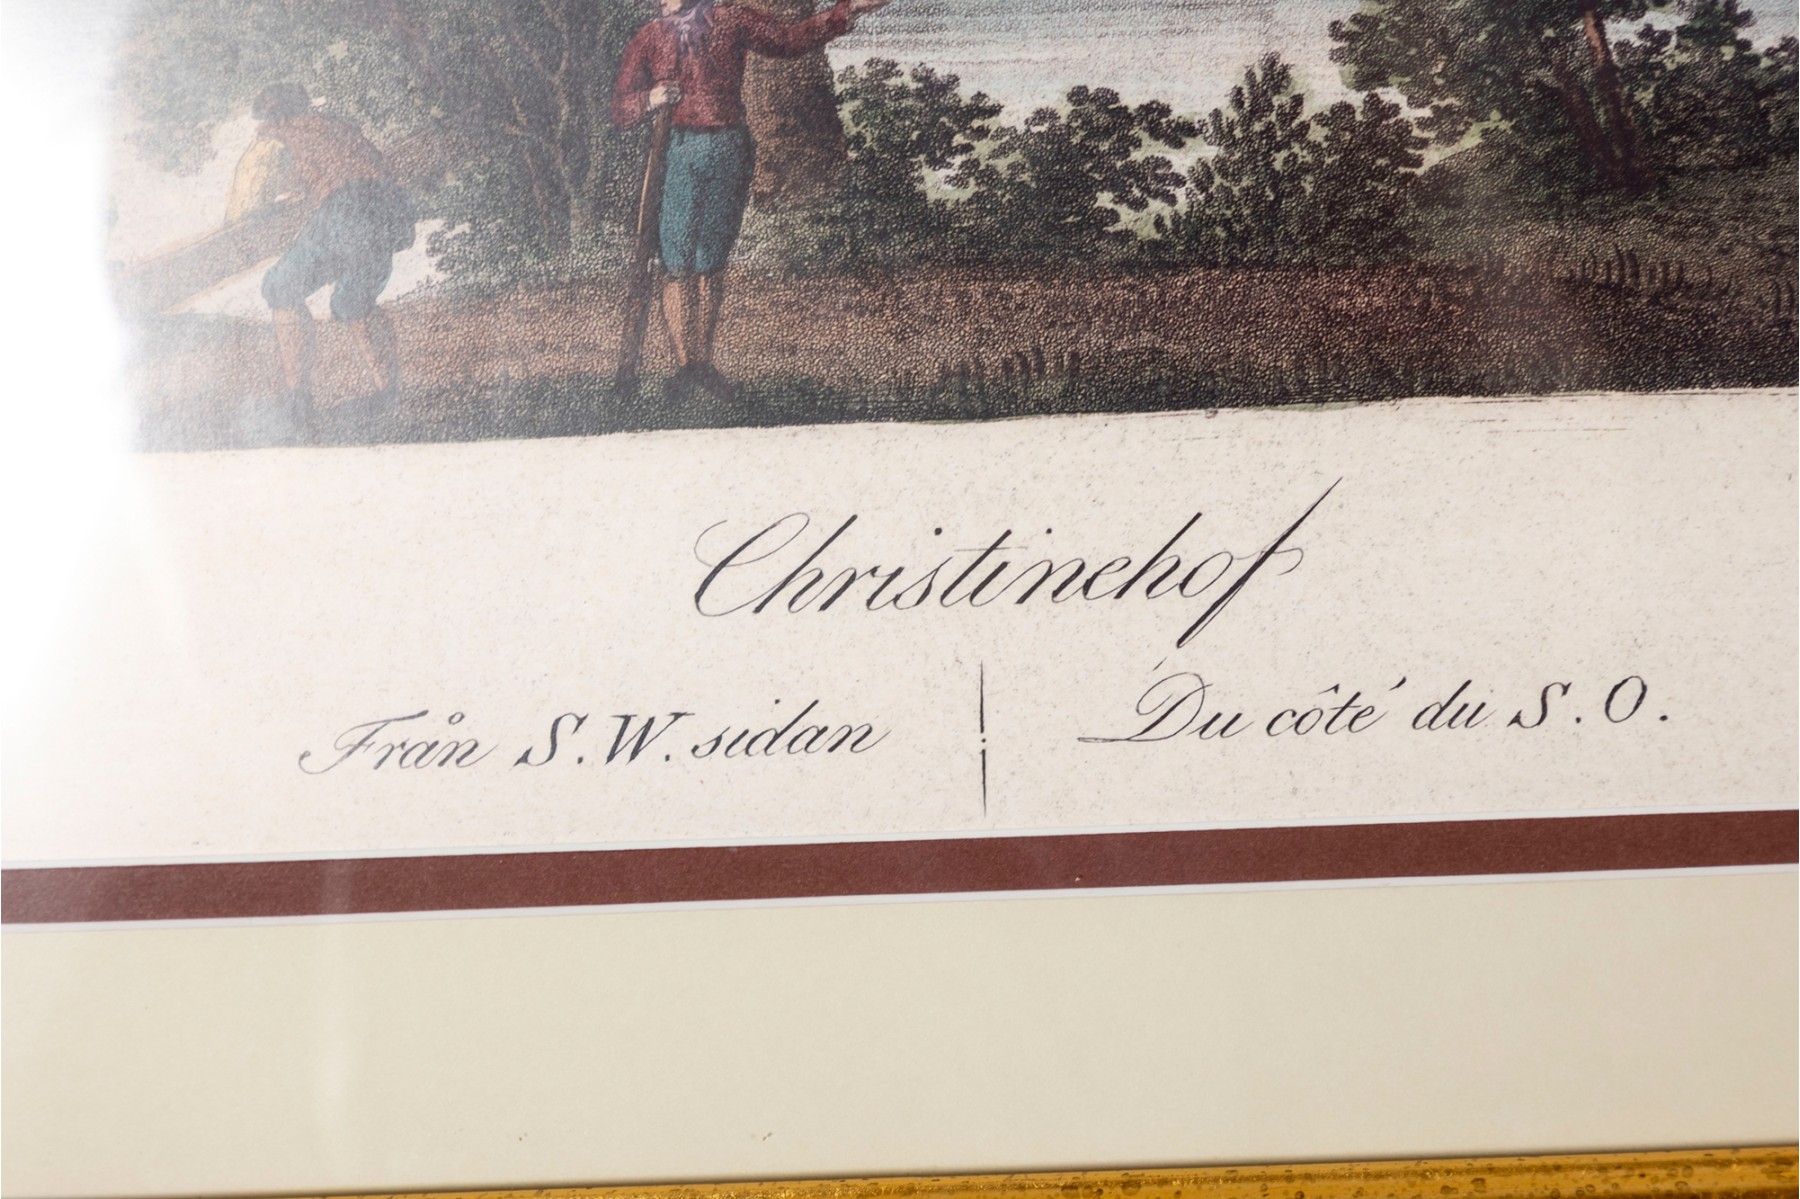 Christinehof
Från S.W. sidan | Du côté du S.O.